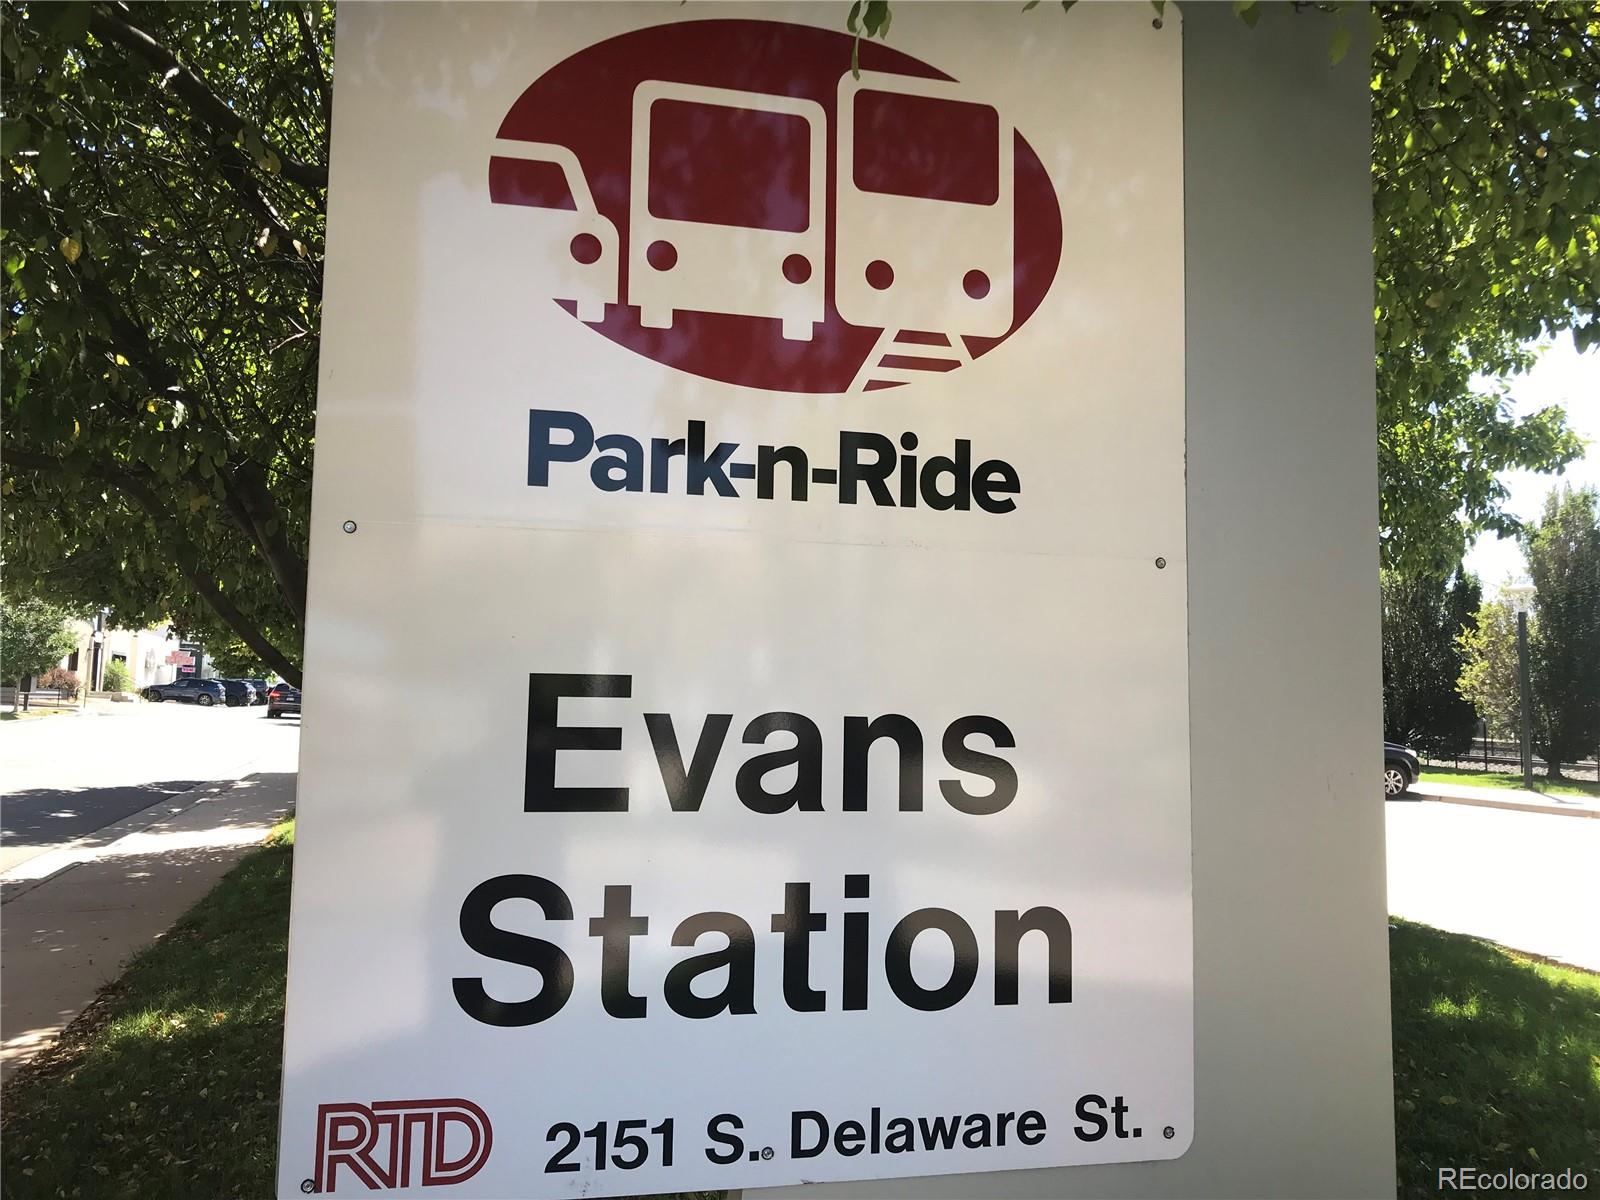 Park-n-Ride
Evans
Station
RTD 2151 S. Delaware St.
REcolorado